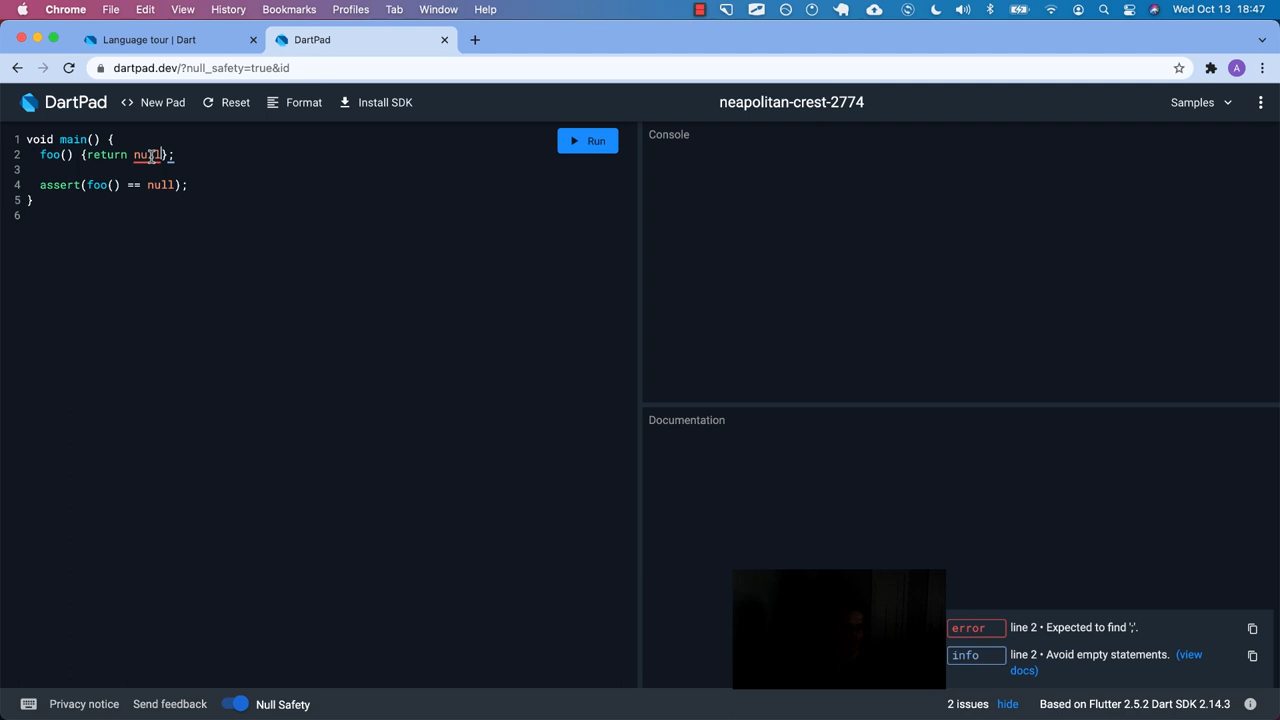 Chrome File Edit View History Bookmarks Profiles Tab Window Help Wed Oct 13 18:47
Language tour | Dart DartPad
dartpad.dev/?null_safety=true&id A
DartPad <> New Pad Reset Format Install SDK neapolitan-crest-2774 Samples
1 void main() {
2 foo() {return null};
3
4 assert(foo() == null);
5 }
6
Run
Console
Documentation
error line 2 • Expected to find ';'.
info line 2 • Avoid empty statements. (view
docs)
Privacy notice Send feedback Null Safety 2 issues hide Based on Flutter 2.5.2 Dart SDK 2.14.3